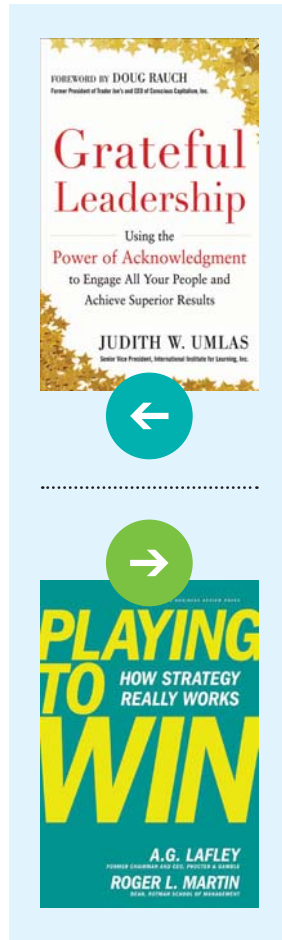 FOREWORD BY DOUG RAUCH
Former President of Trader Joe's and CEO of Conscious Capitalism, Inc.
Grateful
Leadership
Using the
Power of Acknowledgment
to Engage All Your People and
Achieve Superior Results
JUDITH W. UMLAS
Senior Vice President, International Institute for Learning, Inc.
BUSINESS REVIEW PRESS
PLAYING
TO HOW STRATEGY
REALLY WORKS
WIN
A.G. LAFLEY
FORMER CHAIRMAN AND CEO, PROCTER & GAMBLE
ROGER L. MARTIN
DEAN, ROTMAN SCHOOL OF MANAGEMENT